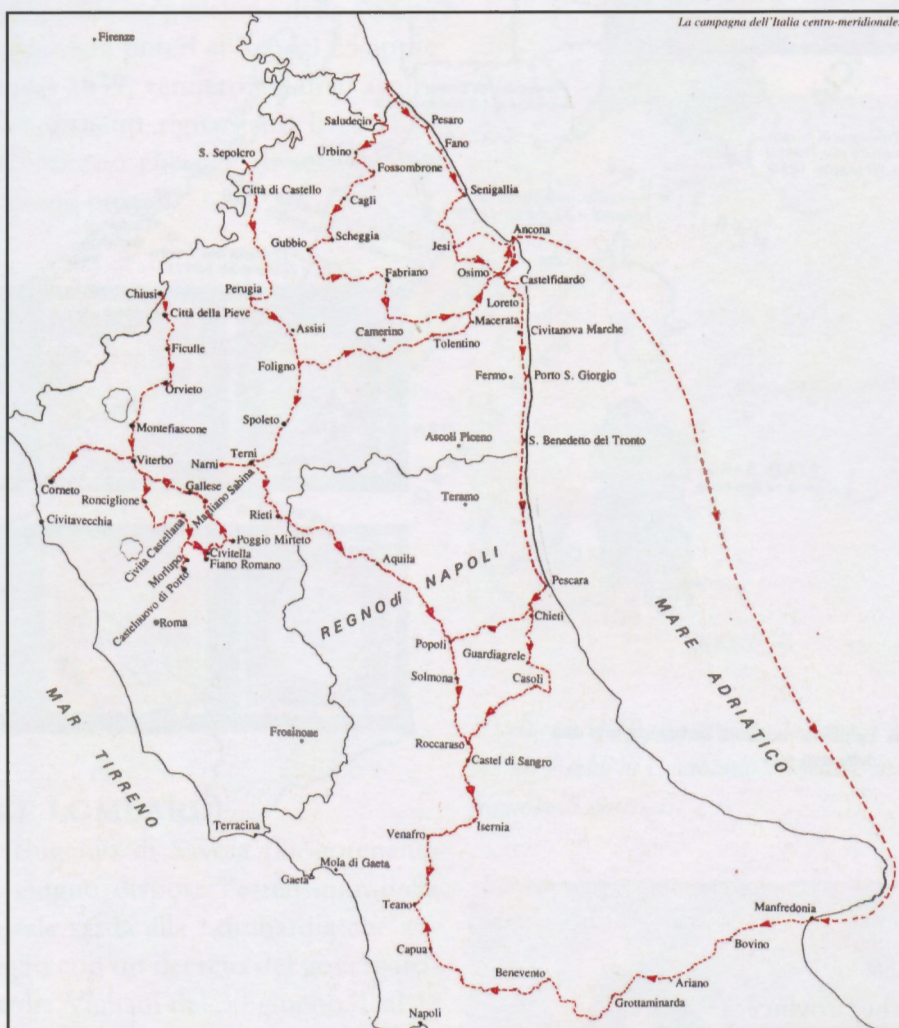 La campagna dell'Italia centro-meridionale.
Firenze
Saludecio
Pesaro
Fano
Urbino
S. Sepolcro
Fossombrone
Città di Castello
Senigallia
Cagli
Scheggia
Gubbio
Ancona
Jesi
Fabriano
Osimo
Castelfidardo
Chiusi
Perugia
Loreto
Città della Pieve
Macerata
Assisi
Camerino
Civitanova Marche
Tolentino
Ficulle
Foligno
Fermo
Porto S. Giorgio
Orvieto
Spoleto
Montefiascone
Ascoli Piceno
S. Benedetto del Tronto
Viterbo
Narni
Terni
Corneto
Gallese
Magliano Sabina
Teramo
Ronciglione
Civitavecchia
Rieti
Civita Castellana
Poggio Mirteto
Civitella
Morlupo
Fiano Romano
Aquila
Castelnuovo di Porto
REGNO di NAPOLI
Pescara
Chieti
Roma
Popoli
Guardiagrele
Solmona
Casoli
MAR TIRRENO
MARE ADRIATICO
Frosinone
Roccaraso
Castel di Sangro
Terracina
Venafro
Isernia
Mola di Gaeta
Gaeta
Teano
Manfredonia
Capua
Bovino
Benevento
Ariano
Grottaminarda
Napoli